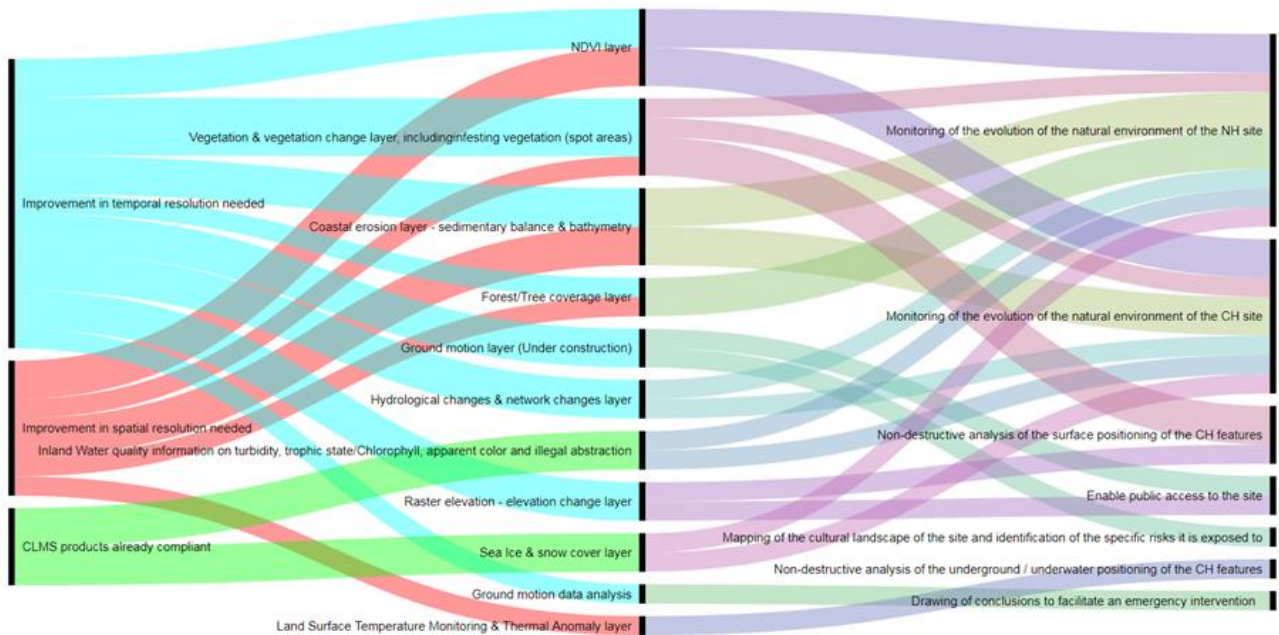 Improvement in temporal resolution needed
Improvement in spatial resolution needed
CLMS products already compliant
NDVI layer
Vegetation & vegetation change layer, includinginfesting vegetation (spot areas)
Coastal erosion layer - sedimentary balance & bathymetry
Forest/Tree coverage layer
Ground motion layer (Under construction)
Hydrological changes & network changes layer
Inland Water quality information on turbidity, trophic state/Chlorophyll, apparent color and illegal abstraction
Raster elevation - elevation change layer
Sea Ice & snow cover layer
Ground motion data analysis
Land Surface Temperature Monitoring & Thermal Anomaly layer
Monitoring of the evolution of the natural environment of the NH site
Monitoring of the evolution of the natural environment of the CH site
Non-destructive analysis of the surface positioning of the CH features
Enable public access to the site
Mapping of the cultural landscape of the site and identification of the specific risks it is exposed to
Non-destructive analysis of the underground / underwater positioning of the CH features
Drawing of conclusions to facilitate an emergency intervention